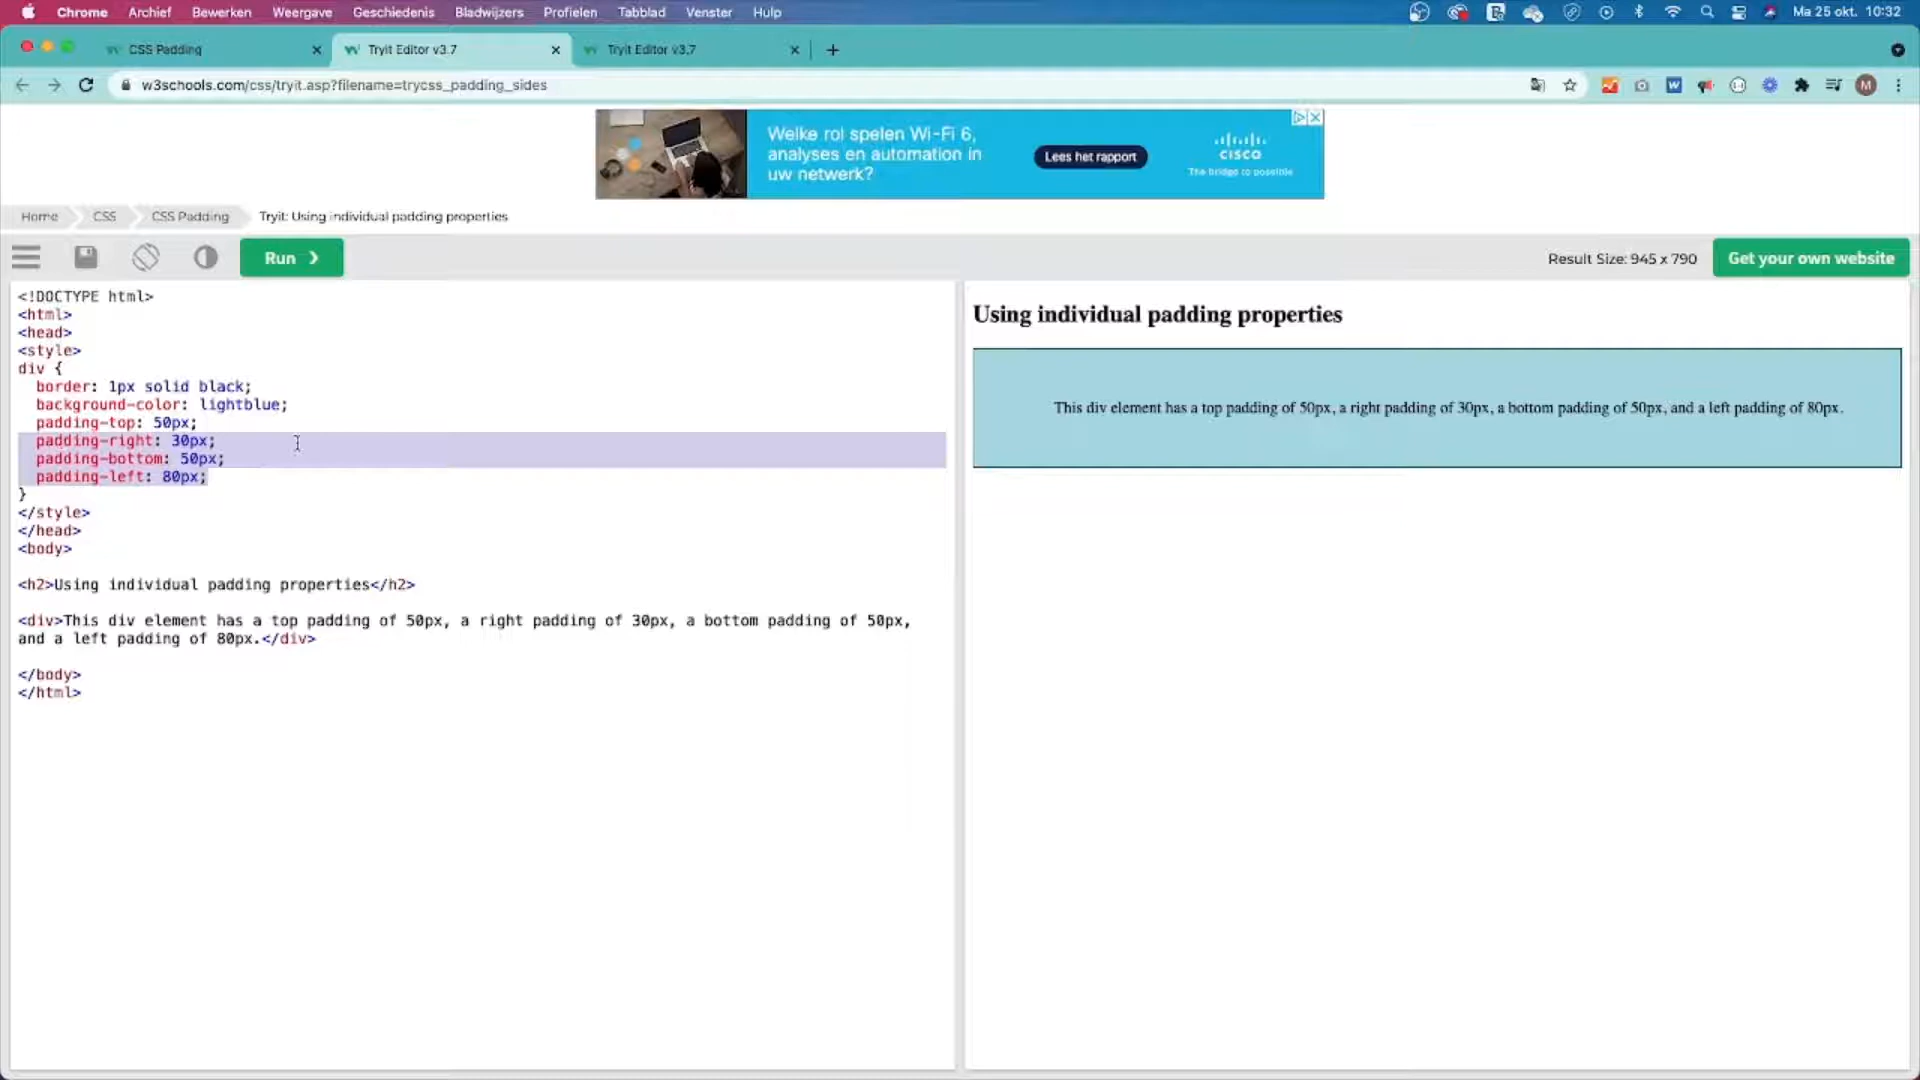 Chrome Archief Bewerken Weergave Geschiedenis Bladwijzers Profielen Tabblad Venster Hulp Ma 25 okt. 10:32
CSS Padding Tryit Editor v3.7 Tryit Editor v3.7
w3schools.com/css/tryit.asp?filename=trycss_padding_sides
Welke rol spelen Wi-Fi 6,
analyses en automation in
uw netwerk?
Lees het rapport
CISCO
The bridge to possible
Home CSS CSS Padding Tryit: Using individual padding properties
Run ❯ Result Size: 945 x 790 Get your own website
<!DOCTYPE html>
<html>
<head>
<style>
div {
  border: 1px solid black;
  background-color: lightblue;
  padding-top: 50px;
  padding-right: 30px;
  padding-bottom: 50px;
  padding-left: 80px;
}
</style>
</head>
<body>
<h2>Using individual padding properties</h2>
<div>This div element has a top padding of 50px, a right padding of 30px, a bottom padding of 50px,
and a left padding of 80px.</div>
</body>
</html>
Using individual padding properties
This div element has a top padding of 50px, a right padding of 30px, a bottom padding of 50px, and a left padding of 80px.